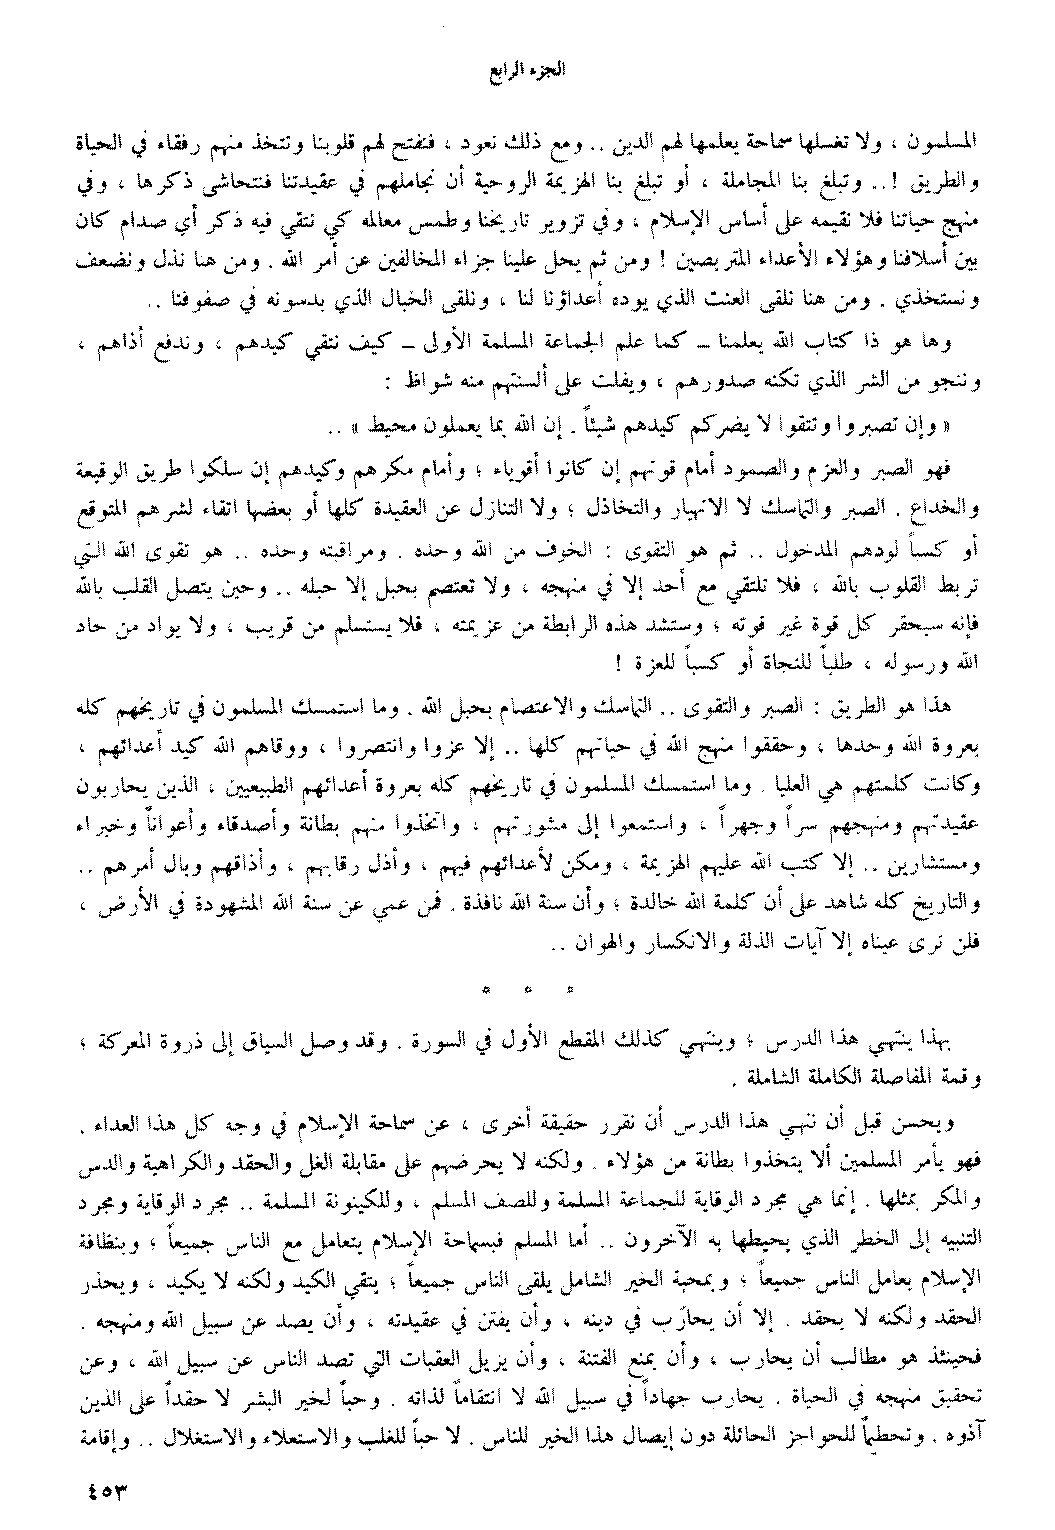 الجزء الرابع
المسلمون ، ولا تغسلها سماحة يعلمها لهم الدين .. ومع ذلك نعود ، فنفتح لهم قلوبنا ونتخذ منهم رفقاء في الحياة
والطريق !.. وتبلغ بنا المجاملة ، أو تبلغ بنا الهزيمة الروحية أن نجاملهم في عقيدتنا فنتحاشى ذكرها ، وفي
منهج حياتنا فلا نقيمه على أساس الإسلام ، وفي تزوير تاريخنا وطمس معالمه كي نتقي فيه ذكر أي صدام كان
بين أسلافنا وهؤلاء الأعداء المتربصين ! ومن ثم يحل علينا جزاء المخالفين عن أمر الله . ومن هنا نذل ونضعف
ونستخذي . ومن هنا نلقى العنت الذي يوده أعداؤنا لنا ، ونلقى الخبال الذي يدسونه في صفوفنا ..
وها هو ذا كتاب الله يعلمنا – كما علم الجماعة المسلمة الأولى – كيف نتقي كيدهم ، وندفع أذاهم ،
وننجو من الشر الذي تكنه صدورهم ، ويفلت على ألسنتهم منه شواظ :
« وإن تصبروا وتتقوا لا يضركم كيدهم شيئاً . إن الله بما يعملون محيط » ..
فهو الصبر والعزم والصمود أمام قوتهم إن كانوا أقوياء ؛ وأمام مكرهم وكيدهم إن سلكوا طريق الوقيعة
والخداع . الصبر والتماسك لا الانهيار والتخاذل ؛ ولا التنازل عن العقيدة كلها أو بعضها اتقاء لشرهم المتوقع
أو كسباً لودهم المدخول .. ثم هو التقوى : الخوف من الله وحده . ومراقبته وحده .. هو تقوى الله التي
تربط القلوب بالله ، فلا تلتقي مع أحد إلا في منهجه ، ولا تعتصم بحبل إلا حبله .. وحين يتصل القلب بالله
فإنه سيحقر كل قوة غير قوته ؛ وستشد هذه الرابطة من عزيمته ، فلا يستسلم من قريب ، ولا يواد من حاد
الله ورسوله ، طلباً للنجاة أو كسباً للعزة !
هذا هو الطريق : الصبر والتقوى .. التماسك والاعتصام بحبل الله . وما استمسك المسلمون في تاريخهم كله
بعروة الله وحدها ، وحققوا منهج الله في حياتهم كلها .. إلا عزوا وانتصروا ، ووقاهم الله كيد أعدائهم ،
وكانت كلمتهم هي العليا . وما استمسك المسلمون في تاريخهم كله بعروة أعدائهم الطبيعيين ، الذين يحاربون
عقيدتهم ومنهجهم سراً وجهراً ، واستمعوا إلى مشورتهم ، واتخذوا منهم بطانة وأصدقاء وأعواناً وخبراء
ومستشارين .. إلا كتب الله عليهم الهزيمة ، ومكن لأعدائهم فيهم ، وأذل رقابهم ، وأذاقهم وبال أمرهم ..
والتاريخ كله شاهد على أن كلمة الله خالدة ؛ وأن سنة الله نافذة . فمن عمي عن سنة الله المشهودة في الأرض ،
فلن ترى عيناه إلا آيات الذلة والانكسار والهوان ..
* * *
بهذا ينتهي هذا الدرس ؛ وينتهي كذلك المقطع الأول في السورة . وقد وصل السياق إلى ذروة المعركة ؛
وقمة المفاصلة الكاملة الشاملة .
ويحسن قبل أن ننهي هذا الدرس أن نقرر حقيقة أخرى ، عن سماحة الإسلام في وجه كل هذا العداء .
فهو يأمر المسلمين ألا يتخذوا بطانة من هؤلاء . ولكنه لا يحرضهم على مقابلة الغل والحقد والكراهية والدس
والمكر بمثلها . إنما هي مجرد الوقاية للجماعة المسلمة وللصف المسلم ، وللكينونة المسلمة .. مجرد الوقاية ومجرد
التنبيه إلى الخطر الذي يحيطها به الآخرون .. أما المسلم فبسماحة الإسلام يتعامل مع الناس جميعاً ؛ وبنظافة
الإسلام يعامل الناس جميعاً ؛ وبمحبة الخير الشامل يلقى الناس جميعاً ؛ يتقي الكيد ولكنه لا يكيد ، ويحذر
الحقد ولكنه لا يحقد . إلا أن يحارَب في دينه ، وأن يفتن في عقيدته ، وأن يصد عن سبيل الله ومنهجه .
فحينئذ هو مطالب أن يحارب ، وأن يمنع الفتنة ، وأن يزيل العقبات التي تصد الناس عن سبيل الله ، وعن
تحقيق منهجه في الحياة . يحارب جهاداً في سبيل الله لا انتقاماً لذاته . وحباً لخير البشر لا حقداً على الذين
آذوه . وتحطيماً للحواجز الحائلة دون إيصال هذا الخير للناس . لا حباً للغلب والاستعلاء والاستغلال .. وإقامة
٤٥٣